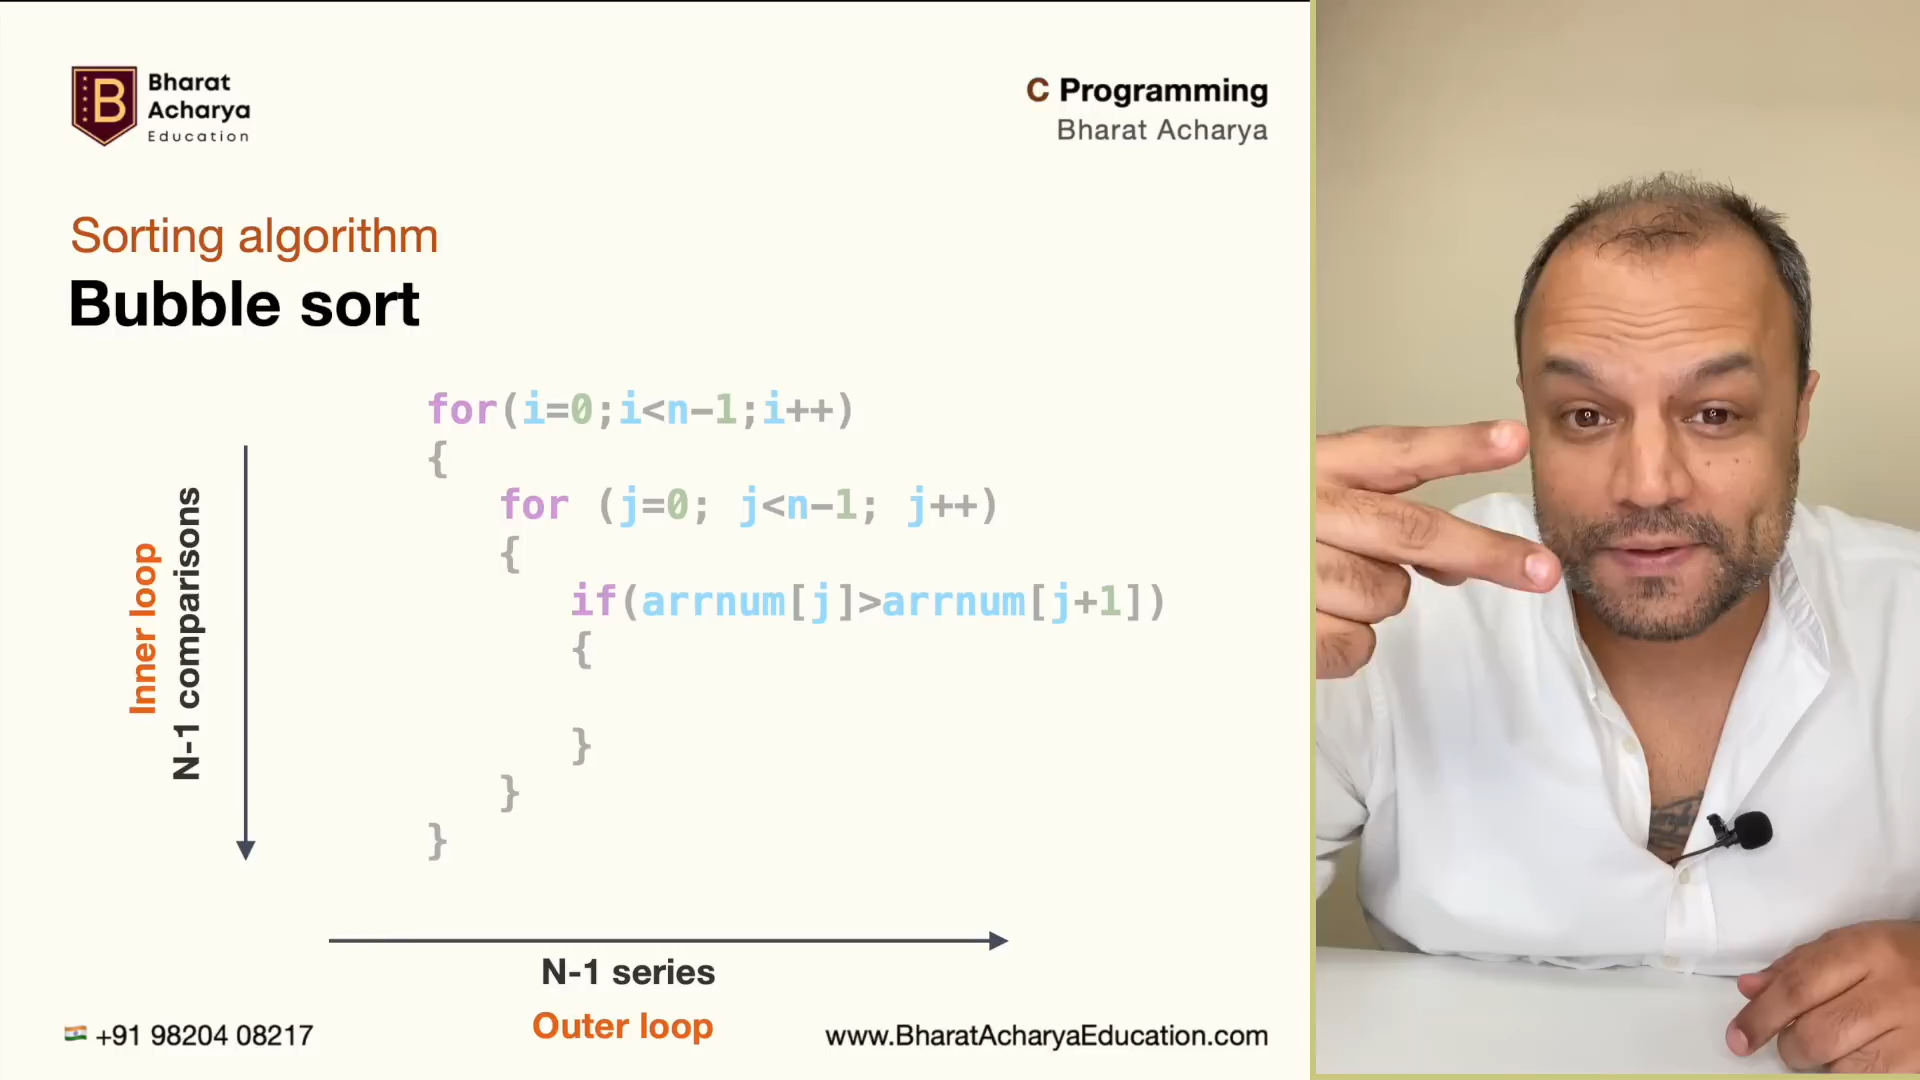 Bharat
Acharya
Education
C Programming
Bharat Acharya
Sorting algorithm
Bubble sort
for(i=0;i<n-1;i++)
{
for (j=0; j<n-1; j++)
{
if(arrnum[j]>arrnum[j+1])
{
}
}
}
Inner loop
N-1 comparisons
N-1 series
Outer loop
+91 98204 08217
www.BharatAcharyaEducation.com